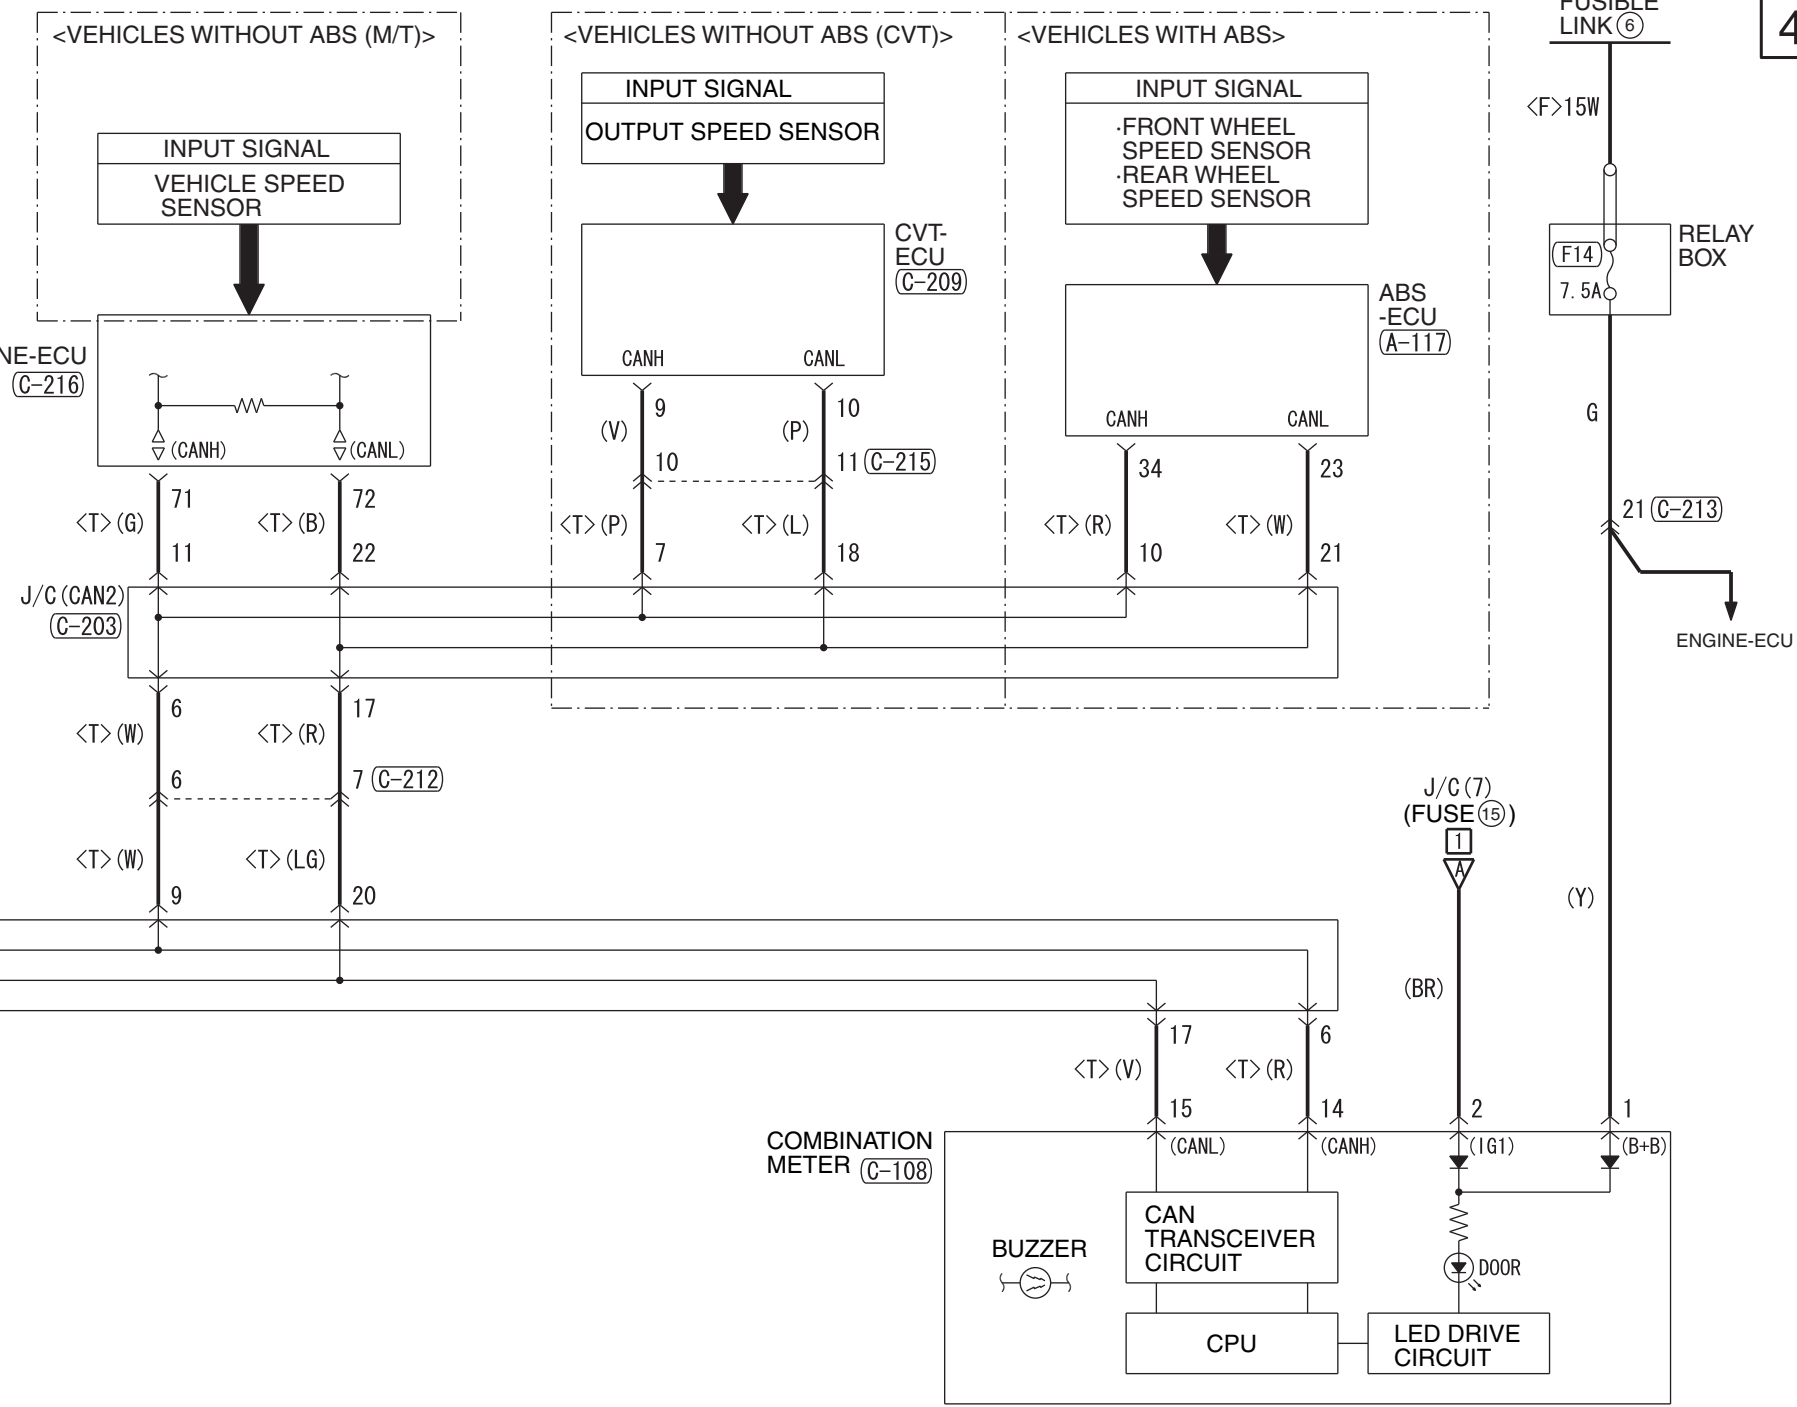 <VEHICLES WITHOUT ABS (M/T)>
INPUT SIGNAL
VEHICLE SPEED
SENSOR
NE-ECU
C-216
(CANH)
(CANL)
71
72
<T>(G)
<T>(B)
11
22
<VEHICLES WITHOUT ABS (CVT)>
INPUT SIGNAL
OUTPUT SPEED SENSOR
CVT-
ECU
C-209
CANH
CANL
9
10
(V)
(P)
10
11 C-215
<T>(P)
<T>(L)
7
18
<VEHICLES WITH ABS>
INPUT SIGNAL
·FRONT WHEEL
SPEED SENSOR
·REAR WHEEL
SPEED SENSOR
ABS
-ECU
A-117
CANH
CANL
34
23
<T>(R)
<T>(W)
10
21
FUSIBLE
LINK 6
4
<F>15W
RELAY
BOX
F14
7.5A
G
21 C-213
ENGINE-ECU
J/C(CAN2)
C-203
6
17
<T>(W)
<T>(R)
6
7 C-212
<T>(W)
<T>(LG)
9
20
J/C(7)
(FUSE 15)
1
A
(Y)
(BR)
17
6
<T>(V)
<T>(R)
15
14
2
1
COMBINATION
METER C-108
(CANL)
(CANH)
(IG1)
(B+B)
CAN
TRANSCEIVER
CIRCUIT
BUZZER
DOOR
CPU
LED DRIVE
CIRCUIT